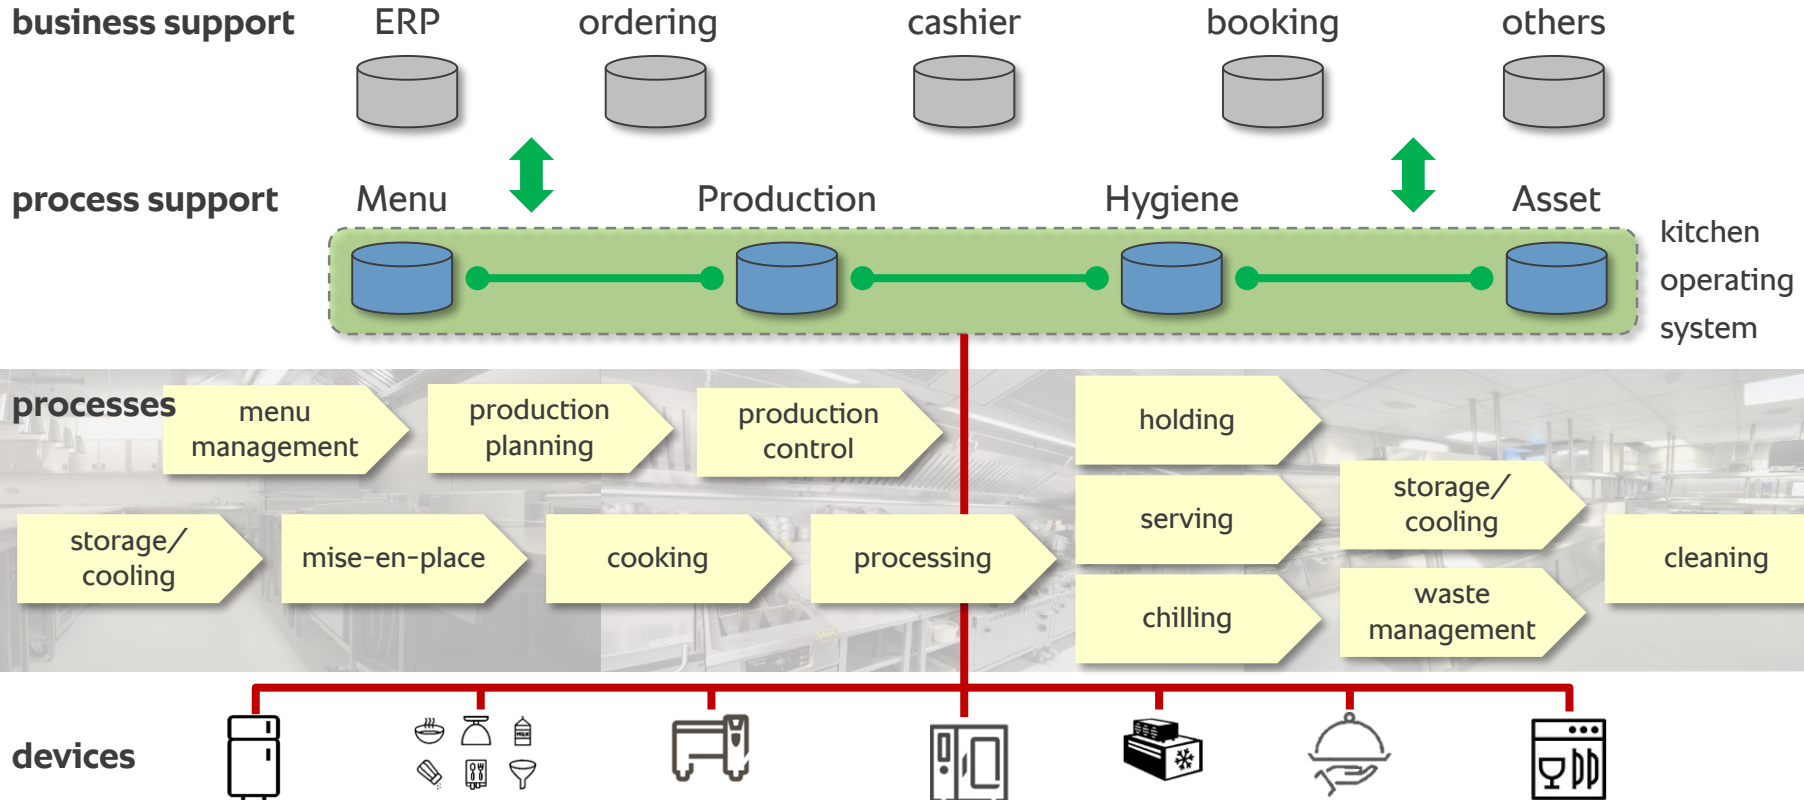 business support
ERP
ordering
cashier
booking
others
process support
Menu
Production
Hygiene
Asset
kitchen
operating
system
processes
menu
management
production
planning
production
control
holding
storage/
cooling
mise-en-place
cooking
processing
serving
chilling
storage/
cooling
waste
management
cleaning
devices
MILK